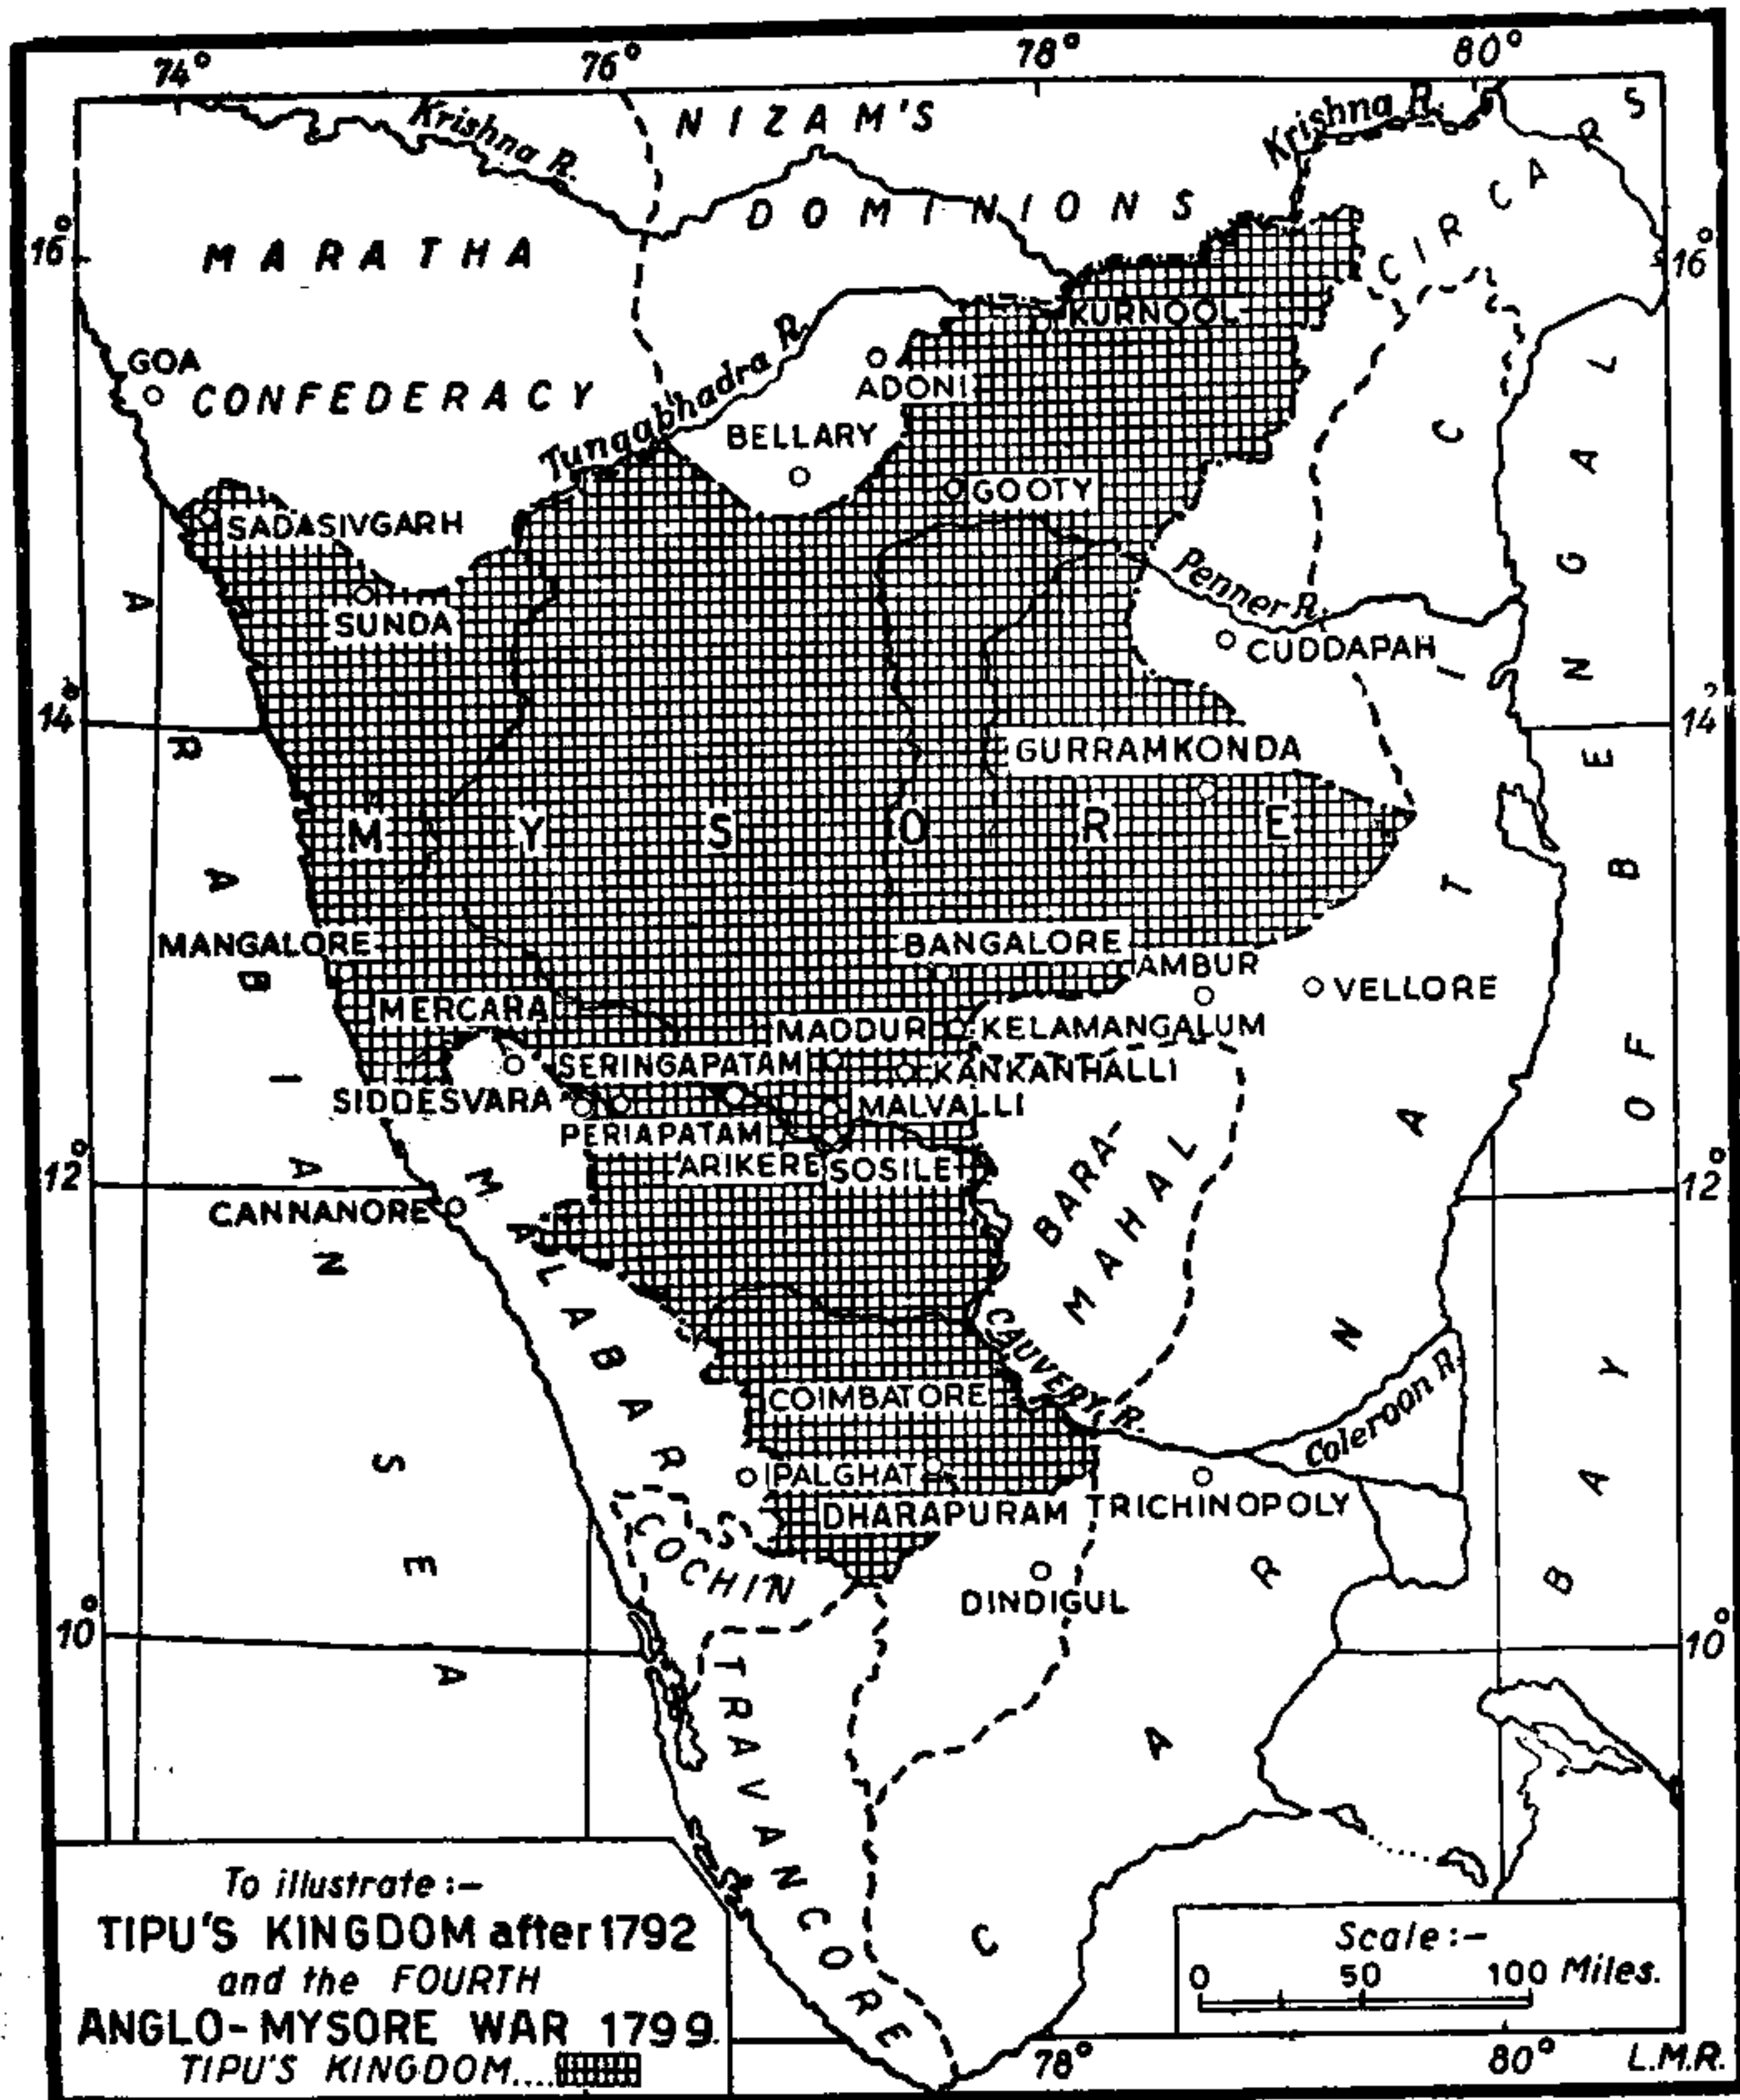 74° 76° 78° 80°
Krishna R.
NIZAM'S
Krishna R.
DOMINIONS
CIRCARS
16° 16°
MARATHA
KURNOOL
GOA
ADONI
CONFEDERACY
Tungabhadra R.
BELLARY
GOOTY
SADASIVGARH
SUNDA
Penner R.
CUDDAPAH
14° 14°
GURRAMKONDA
MYSORE
BAY OF BENGAL
ARABIAN SEA
MANGALORE
BANGALORE
AMBUR
VELLORE
MERCARA
MADDUR
KELAMANGALUM
SERINGAPATAM
KANKANHALLI
SIDDESVARA
MALVALLI
PERIAPATAM
ARIKERE
SOSILE
12° 12°
CANNANORE
BARA-
MAHAL
MALABAR
CAUVERY R.
COIMBATORE
Coleroon R.
PALGHAT
DHARAPURAM
TRICHINOPOLY
COCHIN
DINDIGUL
10° 10°
CARNATIC
TRAVANCORE
To illustrate:-
TIPU'S KINGDOM after 1792
and the FOURTH
ANGLO-MYSORE WAR 1799.
TIPU'S KINGDOM....
Scale:-
0 50 100 Miles.
78° 80°
L.M.R.